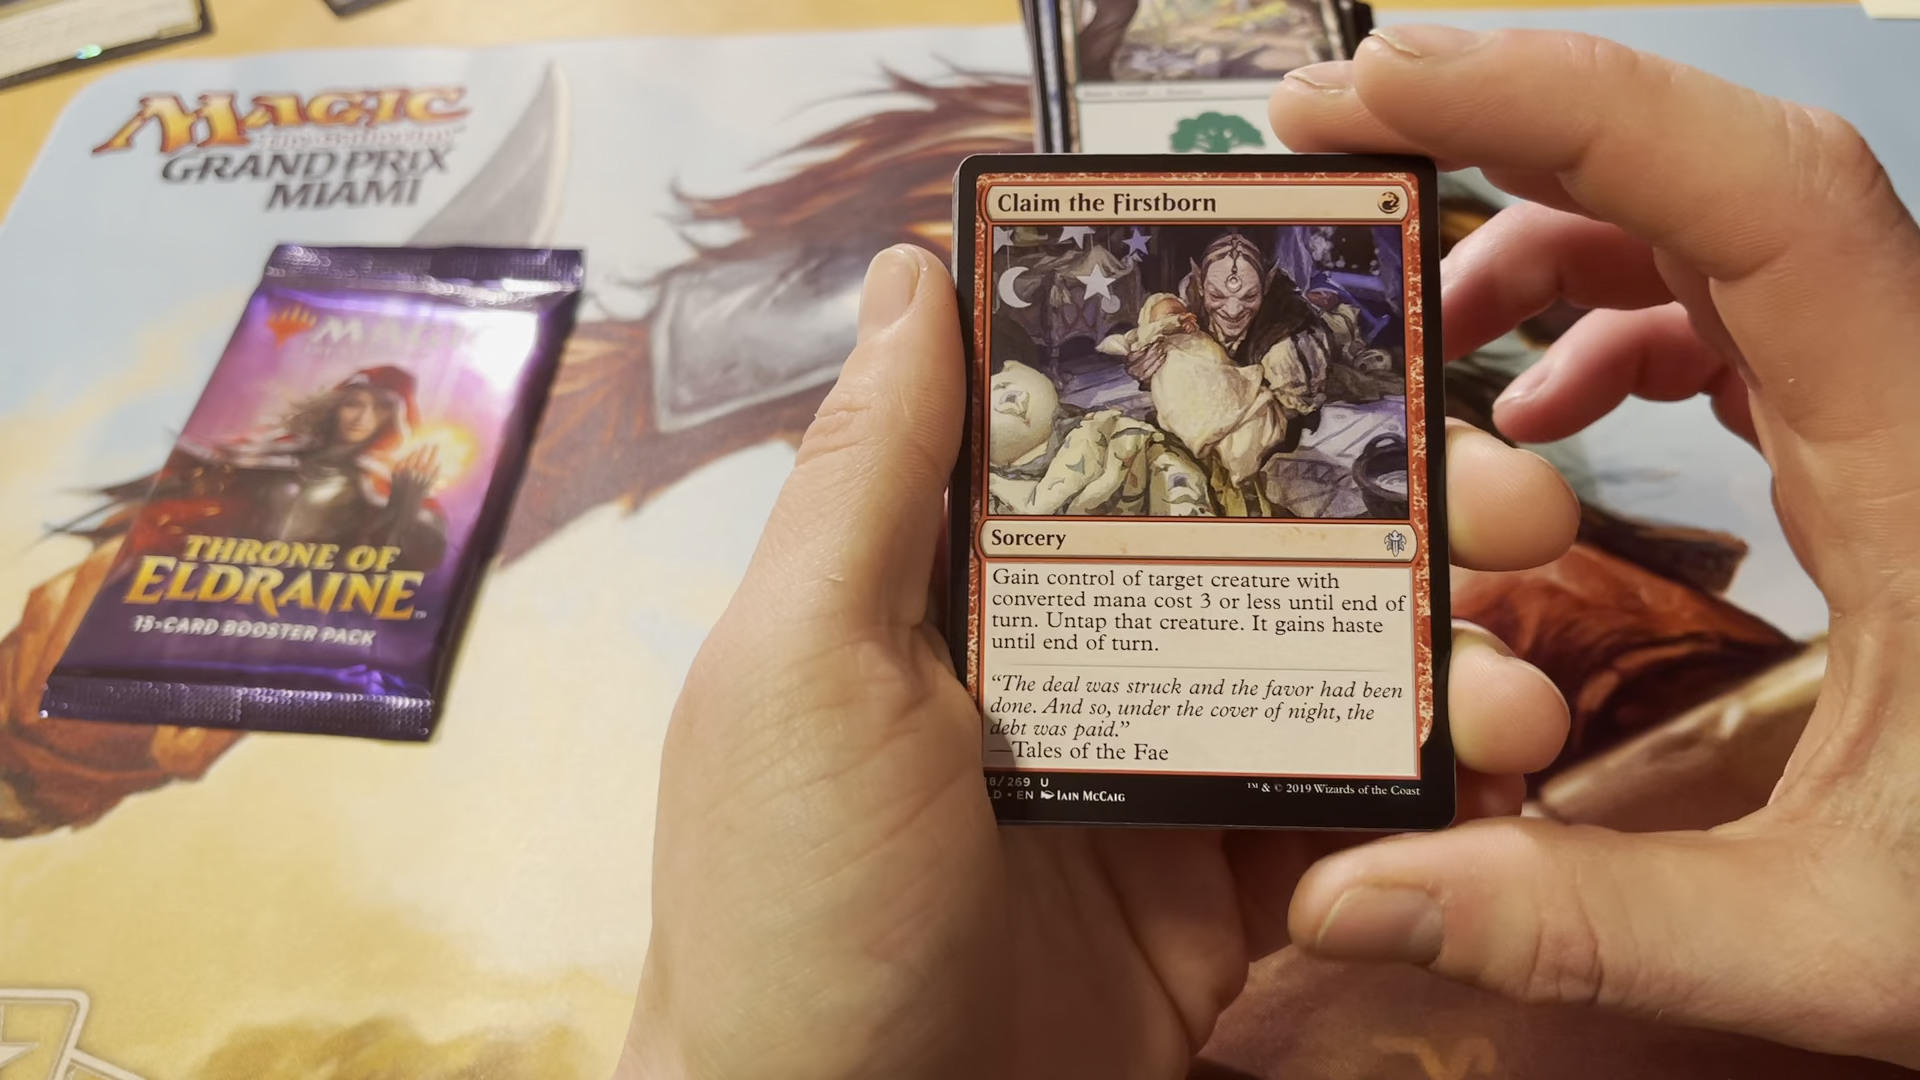 MAGIC
GRAND PRIX
MIAMI
MAGIC
THRONE OF
ELDRAINE
15-CARD BOOSTER PACK
Claim the Firstborn
Sorcery
Gain control of target creature with
converted mana cost 3 or less until end of
turn. Untap that creature. It gains haste
until end of turn.
“The deal was struck and the favor had been
done. And so, under the cover of night, the
debt was paid.”
—Tales of the Fae
8/269 U
D • EN Iain McCaig
™ & © 2019 Wizards of the Coast